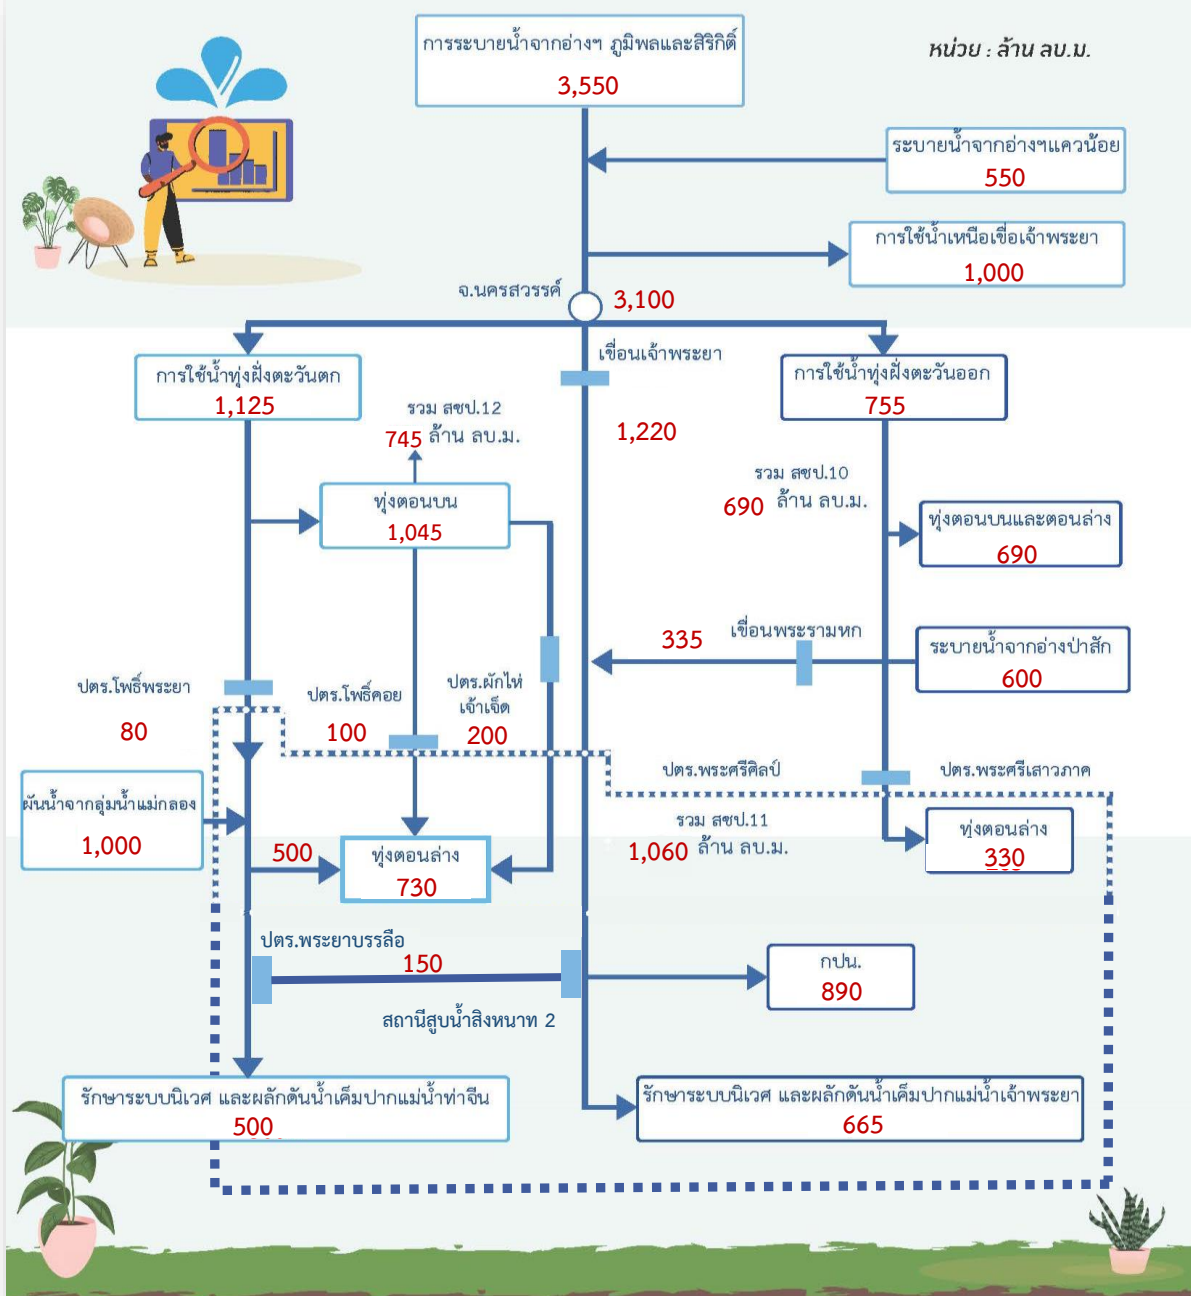 การระบายน้ำจากอ่างฯ ภูมิพลและสิริกิติ์
3,550
หน่วย : ล้าน ลบ.ม.
ระบายน้ำจากอ่างฯแควน้อย
550
การใช้น้ำเหนือเขื่อเจ้าพระยา
1,000
จ.นครสวรรค์
3,100
เขื่อนเจ้าพระยา
1,220
การใช้น้ำทุ่งฝั่งตะวันตก
1,125
การใช้น้ำทุ่งฝั่งตะวันออก
755
รวม สชป.12
745 ล้าน ลบ.ม.
รวม สชป.10
690 ล้าน ลบ.ม.
ทุ่งตอนบน
1,045
ทุ่งตอนบนและตอนล่าง
690
335
เขื่อนพระรามหก
ระบายน้ำจากอ่างป่าสัก
600
ปตร.โพธิ์พระยา
80
ปตร.โพธิ์คอย
100
ปตร.ผักไห่
เจ้าเจ็ด
200
ปตร.พระศรีศิลป์
ปตร.พระศรีเสาวภาค
ผันน้ำจากลุ่มน้ำแม่กลอง
1,000
รวม สชป.11
1,060 ล้าน ลบ.ม.
ทุ่งตอนล่าง
330
500
ทุ่งตอนล่าง
730
ปตร.พระยาบรรลือ
150
สถานีสูบน้ำสิงหนาท 2
กปน.
890
รักษาระบบนิเวศ และผลักดันน้ำเค็มปากแม่น้ำท่าจีน
500
รักษาระบบนิเวศ และผลักดันน้ำเค็มปากแม่น้ำเจ้าพระยา
665